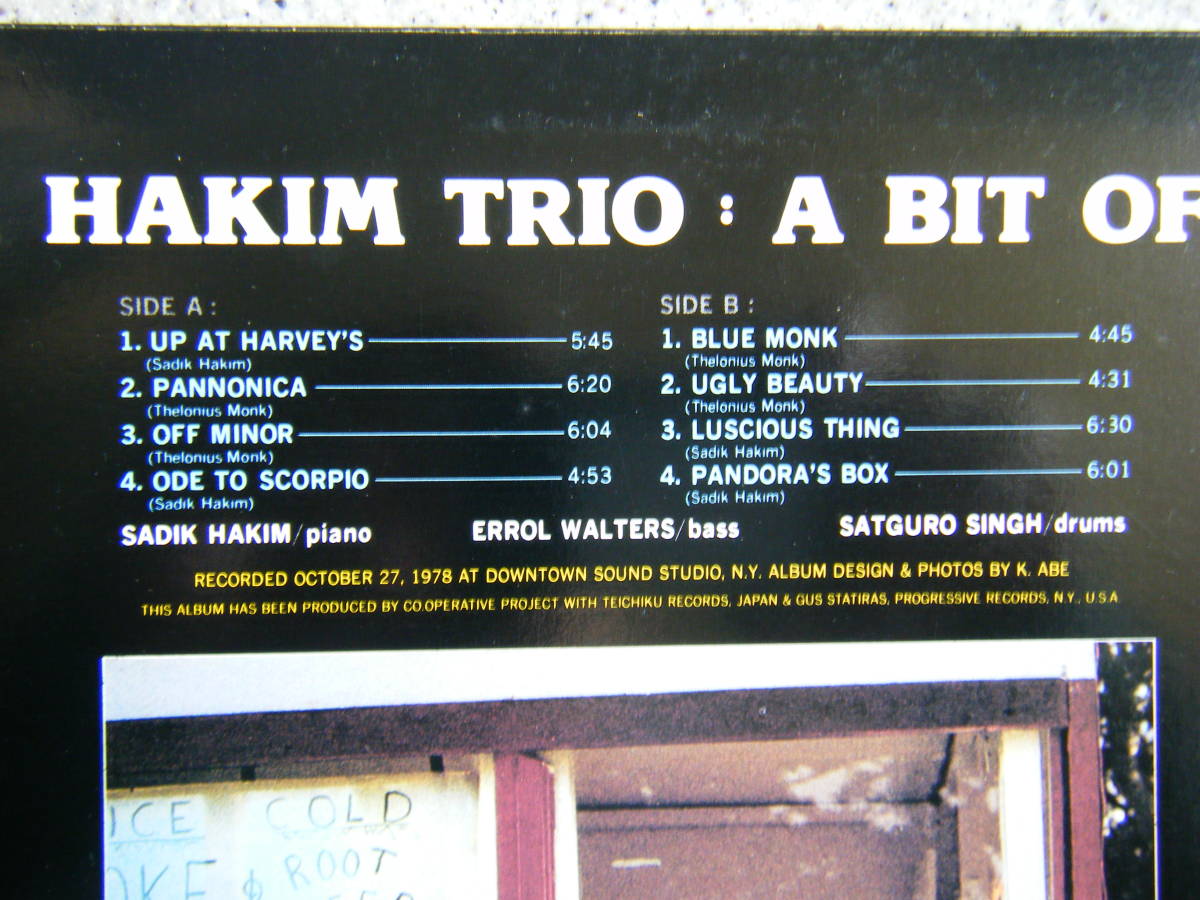 HAKIM TRIO : A BIT OF
SIDE A :
1. UP AT HARVEY'S 5:45
(Sadik Hakim)
2. PANNONICA 6:20
(Thelonius Monk)
3. OFF MINOR 6:04
(Thelonius Monk)
4. ODE TO SCORPIO 4:53
(Sadik Hakim)
SIDE B :
1. BLUE MONK 4:45
(Thelonius Monk)
2. UGLY BEAUTY 4:31
(Thelonius Monk)
3. LUSCIOUS THING 6:30
(Sadik Hakim)
4. PANDORA'S BOX 6:01
(Sadik Hakim)
SADIK HAKIM/piano ERROL WALTERS/bass SATGURO SINGH/drums
RECORDED OCTOBER 27, 1978 AT DOWNTOWN SOUND STUDIO, N.Y. ALBUM DESIGN & PHOTOS BY K. ABE
THIS ALBUM HAS BEEN PRODUCED BY CO.OPERATIVE PROJECT WITH TEICHIKU RECORDS, JAPAN & GUS STATIRAS, PROGRESSIVE RECORDS, N.Y., U.S.A
ICE COLD
OKE & ROOT